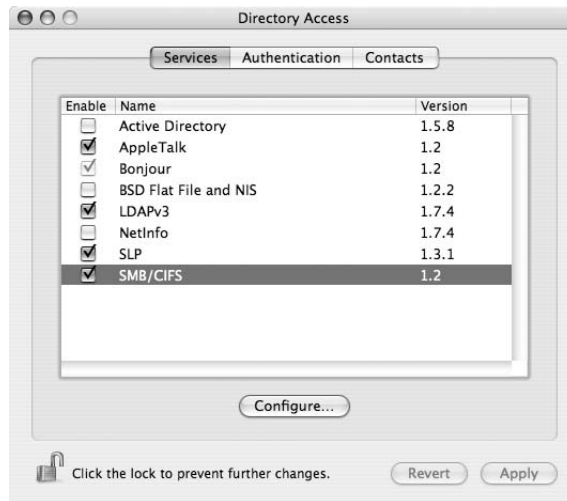 Directory Access
Services Authentication Contacts
Enable Name Version
Active Directory 1.5.8
AppleTalk 1.2
Bonjour 1.2
BSD Flat File and NIS 1.2.2
LDAPv3 1.7.4
NetInfo 1.7.4
SLP 1.3.1
SMB/CIFS 1.2
Configure...
Click the lock to prevent further changes. Revert Apply